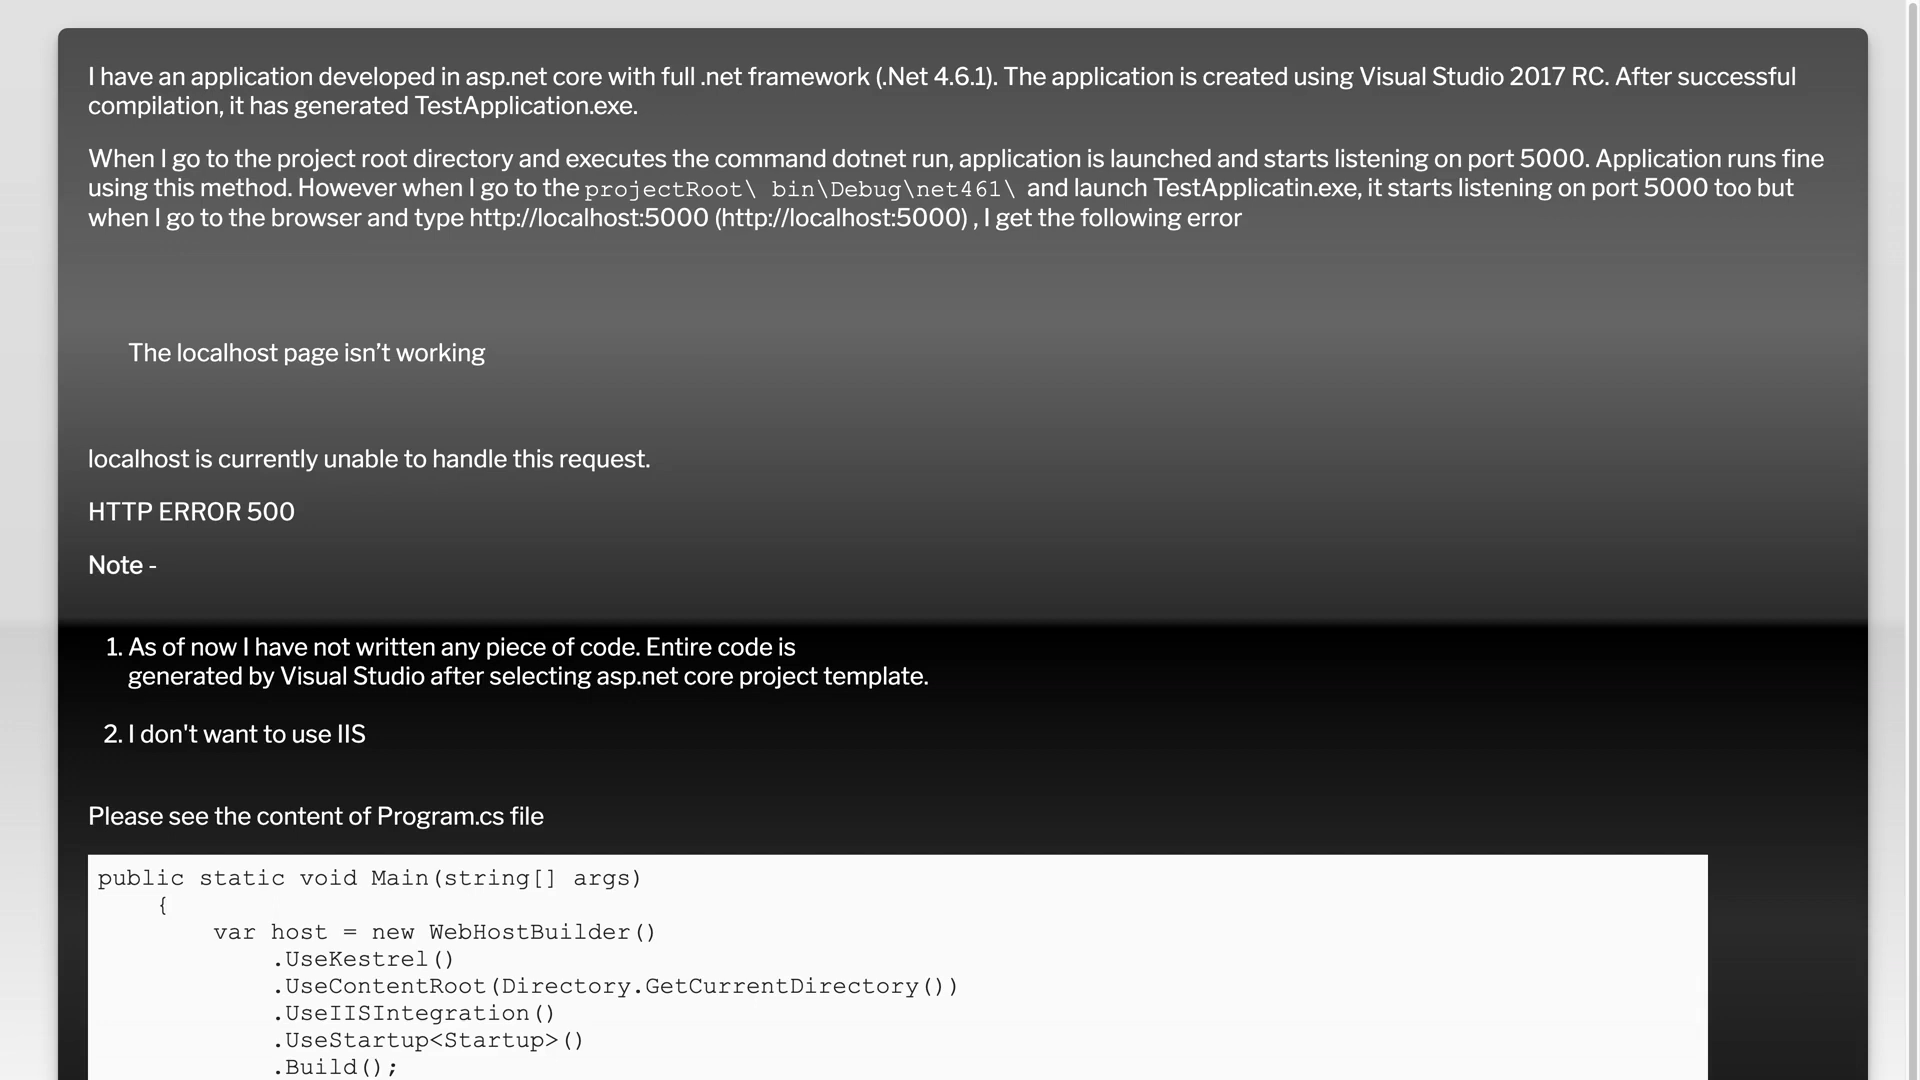 I have an application developed in asp.net core with full .net framework (.Net 4.6.1). The application is created using Visual Studio 2017 RC. After successful
compilation, it has generated TestApplication.exe.
When I go to the project root directory and executes the command dotnet run, application is launched and starts listening on port 5000. Application runs fine
using this method. However when I go to the projectRoot\ bin\Debug\net461\ and launch TestApplicatin.exe, it starts listening on port 5000 too but
when I go to the browser and type http://localhost:5000 (http://localhost:5000) , I get the following error
The localhost page isn’t working
localhost is currently unable to handle this request.
HTTP ERROR 500
Note -
1. As of now I have not written any piece of code. Entire code is
generated by Visual Studio after selecting asp.net core project template.
2. I don't want to use IIS
Please see the content of Program.cs file
public static void Main(string[] args)
{
var host = new WebHostBuilder()
.UseKestrel()
.UseContentRoot(Directory.GetCurrentDirectory())
.UseIISIntegration()
.UseStartup<Startup>()
.Build();